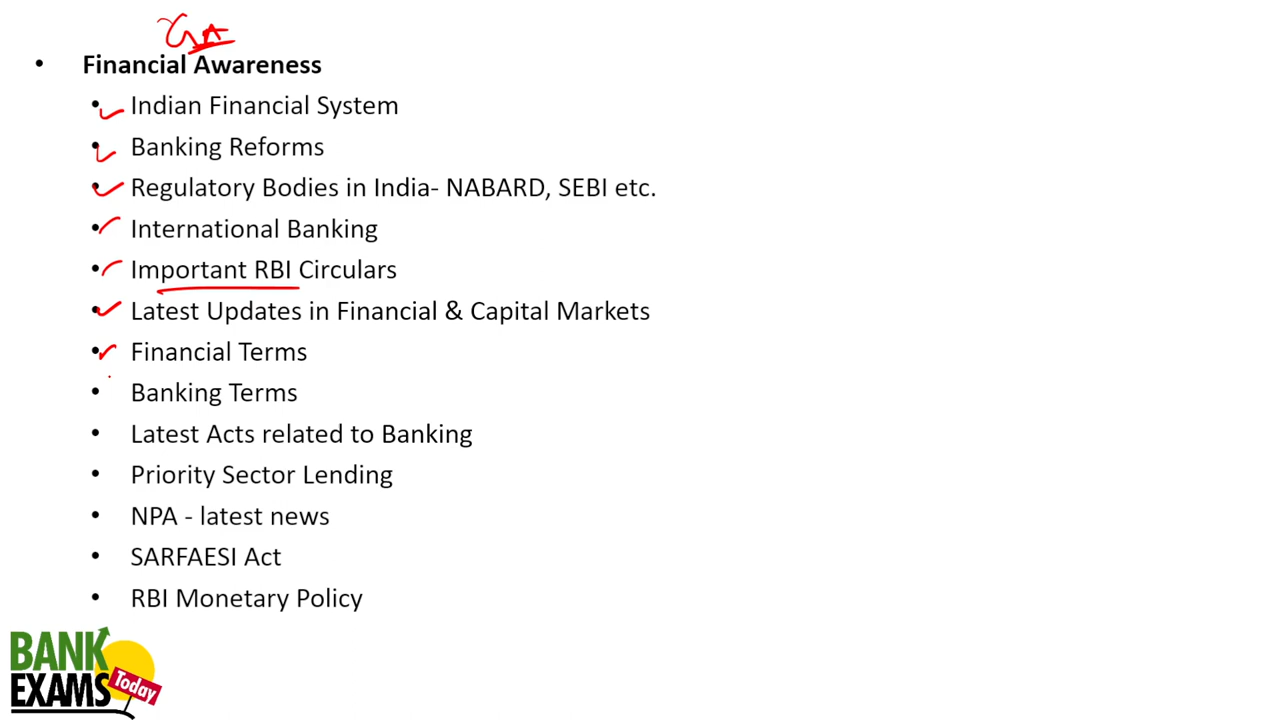 GA
• Financial Awareness
• Indian Financial System
• Banking Reforms
• Regulatory Bodies in India- NABARD, SEBI etc.
• International Banking
• Important RBI Circulars
• Latest Updates in Financial & Capital Markets
• Financial Terms
• Banking Terms
• Latest Acts related to Banking
• Priority Sector Lending
• NPA - latest news
• SARFAESI Act
• RBI Monetary Policy
BANK
EXAMS Today